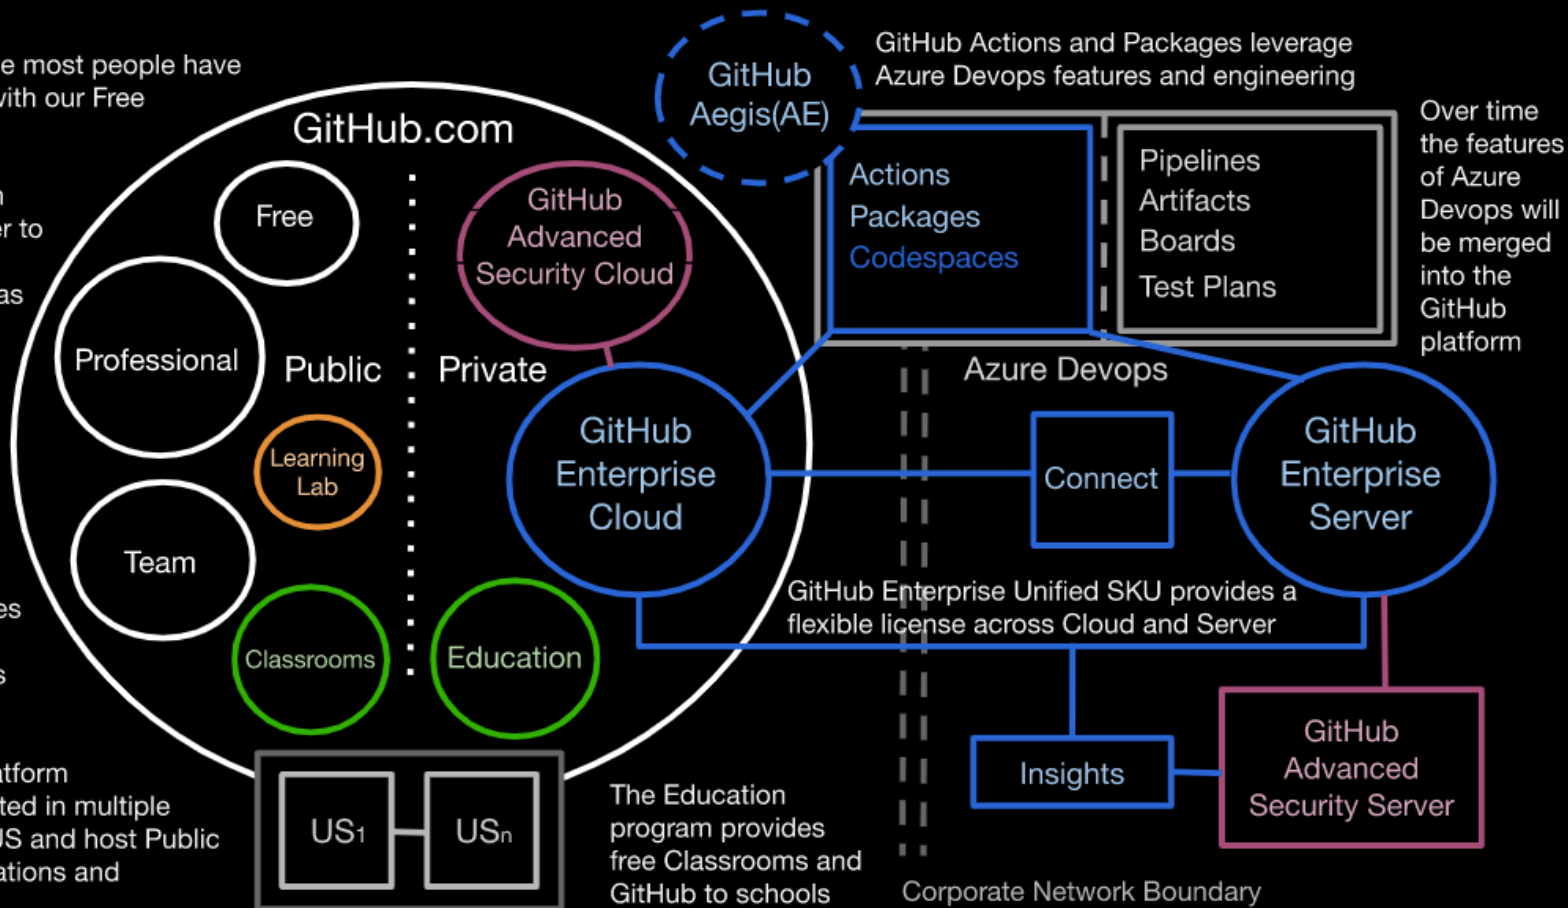 e most people have
with our Free
n
er to
as
es
s
atform
ted in multiple
US and host Public
ations and
GitHub.com
Free
Professional
Public
Learning
Lab
Team
Classrooms
GitHub
Advanced
Security Cloud
Private
GitHub
Enterprise
Cloud
Education
US1
USn
The Education
program provides
free Classrooms and
GitHub to schools
GitHub
Aegis(AE)
GitHub Actions and Packages leverage
Azure Devops features and engineering
Actions
Packages
Codespaces
Pipelines
Artifacts
Boards
Test Plans
Over time
the features
of Azure
Devops will
be merged
into the
GitHub
platform
Azure Devops
Connect
GitHub
Enterprise
Server
GitHub Enterprise Unified SKU provides a
flexible license across Cloud and Server
Insights
GitHub
Advanced
Security Server
Corporate Network Boundary